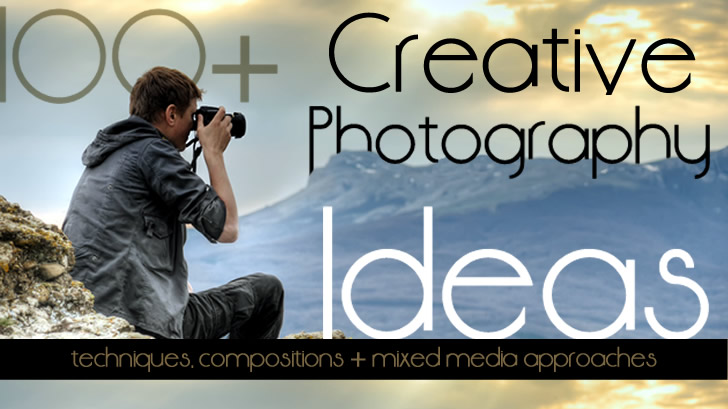 100+
Creative
Photography
Ideas
techniques, compositions + mixed media approaches